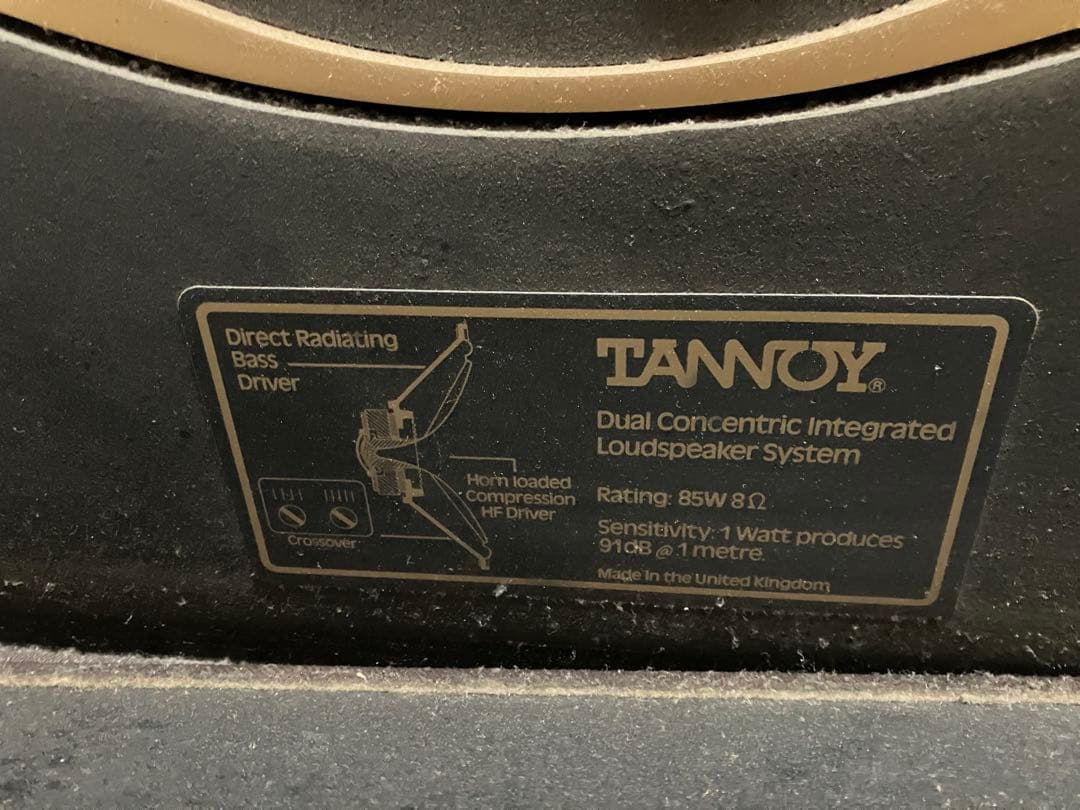 Direct Radiating
Bass
Driver
Horn loaded
Compression
HF Driver
Crossover
TANNOY®
Dual Concentric Integrated
Loudspeaker System
Rating: 85W 8Ω
Sensitivity: 1 Watt produces
91dB @ 1 metre
Made in the United Kingdom